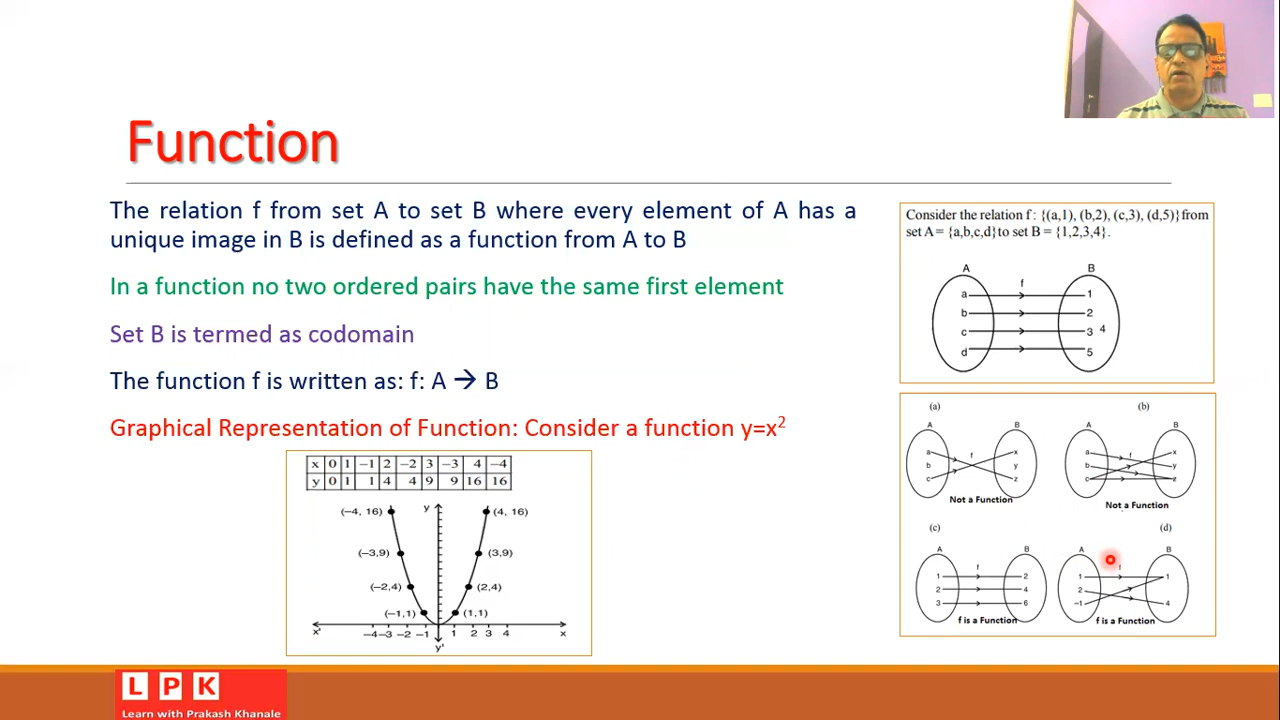 Function
The relation f from set A to set B where every element of A has a
unique image in B is defined as a function from A to B
In a function no two ordered pairs have the same first element
Set B is termed as codomain
The function f is written as: f: A → B
Graphical Representation of Function: Consider a function y=x²
x 0 1 −1 2 −2 3 −3 4 −4
y 0 1 1 4 4 9 9 16 16
(−4, 16) y (4, 16)
(−3,9) (3,9)
(−2,4) (2,4)
(−1,1) (1,1)
x' −4 −3 −2 −1 1 2 3 4 x
y'
Consider the relation f: {(a,1), (b,2), (c,3), (d,5)} from
set A = {a,b,c,d} to set B = {1,2,3,4}.
A B
f
a 1
b 2
c 3 4
d 5
(a) (b)
A B A B
a f x a f x
b y b y
c z c z
Not a Function Not a Function
(c) (d)
A B A B
f f
1 2 1 1
2 4 2
3 6 −1 4
f is a Function f is a Function
L P K
Learn with Prakash Khanale